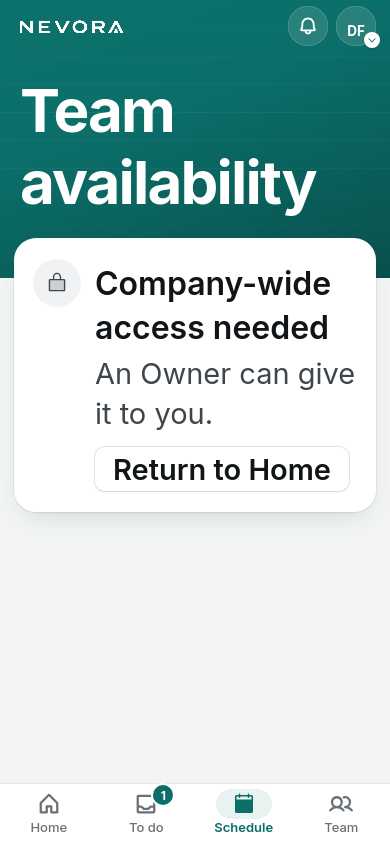 NEVORA
DF
Team
availability
Company-wide
access needed
An Owner can give
it to you.
Return to Home
1
Home
To do
Schedule
Team